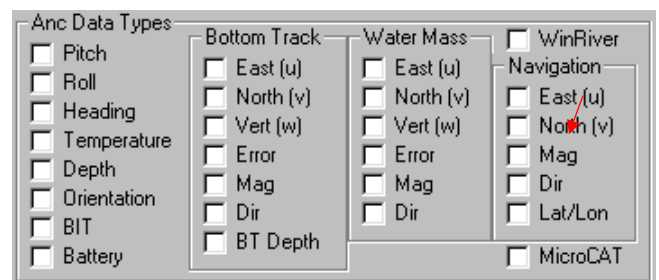 Anc Data Types
Pitch
Roll
Heading
Temperature
Depth
Orientation
BIT
Battery
Bottom Track
East (u)
North (v)
Vert (w)
Error
Mag
Dir
BT Depth
Water Mass
East (u)
North (v)
Vert (w)
Error
Mag
Dir
WinRiver
Navigation
East (u)
North (v)
Mag
Dir
Lat/Lon
MicroCAT